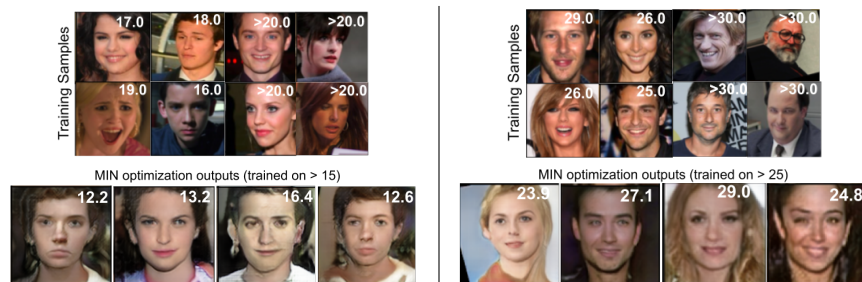 Training Samples
17.0 18.0 >20.0 >20.0
19.0 16.0 >20.0 >20.0
MIN optimization outputs (trained on > 15)
12.2 13.2 16.4 12.6
Training Samples
29.0 26.0 >30.0 >30.0
26.0 25.0 >30.0 >30.0
MIN optimization outputs (trained on > 25)
23.9 27.1 29.0 24.8